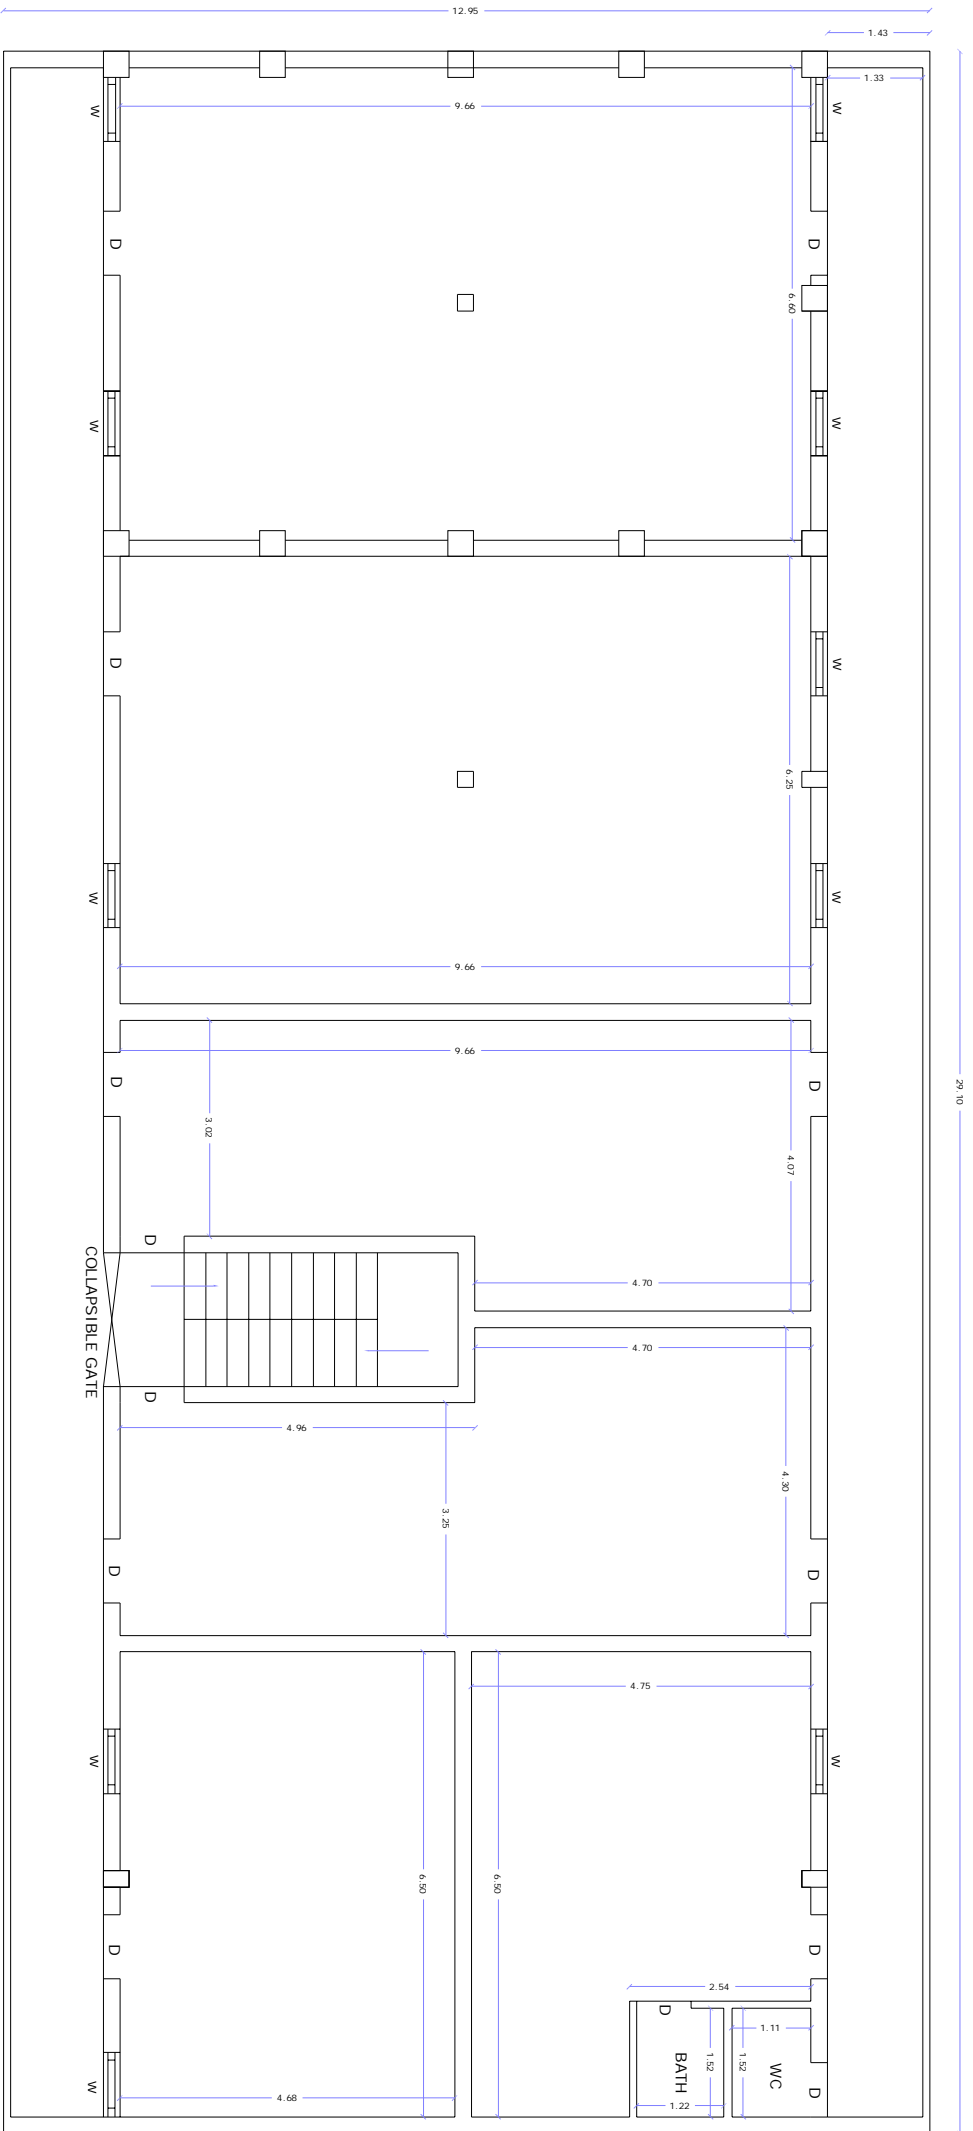 12.95
1.43
1.33
W
9.66
W
D
D
6.60
W
W
D
W
6.25
W
W
9.66
29.10
9.66
D
D
3.02
4.07
D
COLLAPSIBLE GATE
4.70
4.70
D
4.96
4.30
3.25
D
D
4.75
W
W
6.50
6.50
D
D
2.54
D
1.11
1.52
1.52
BATH
WC
W
D
4.68
1.22